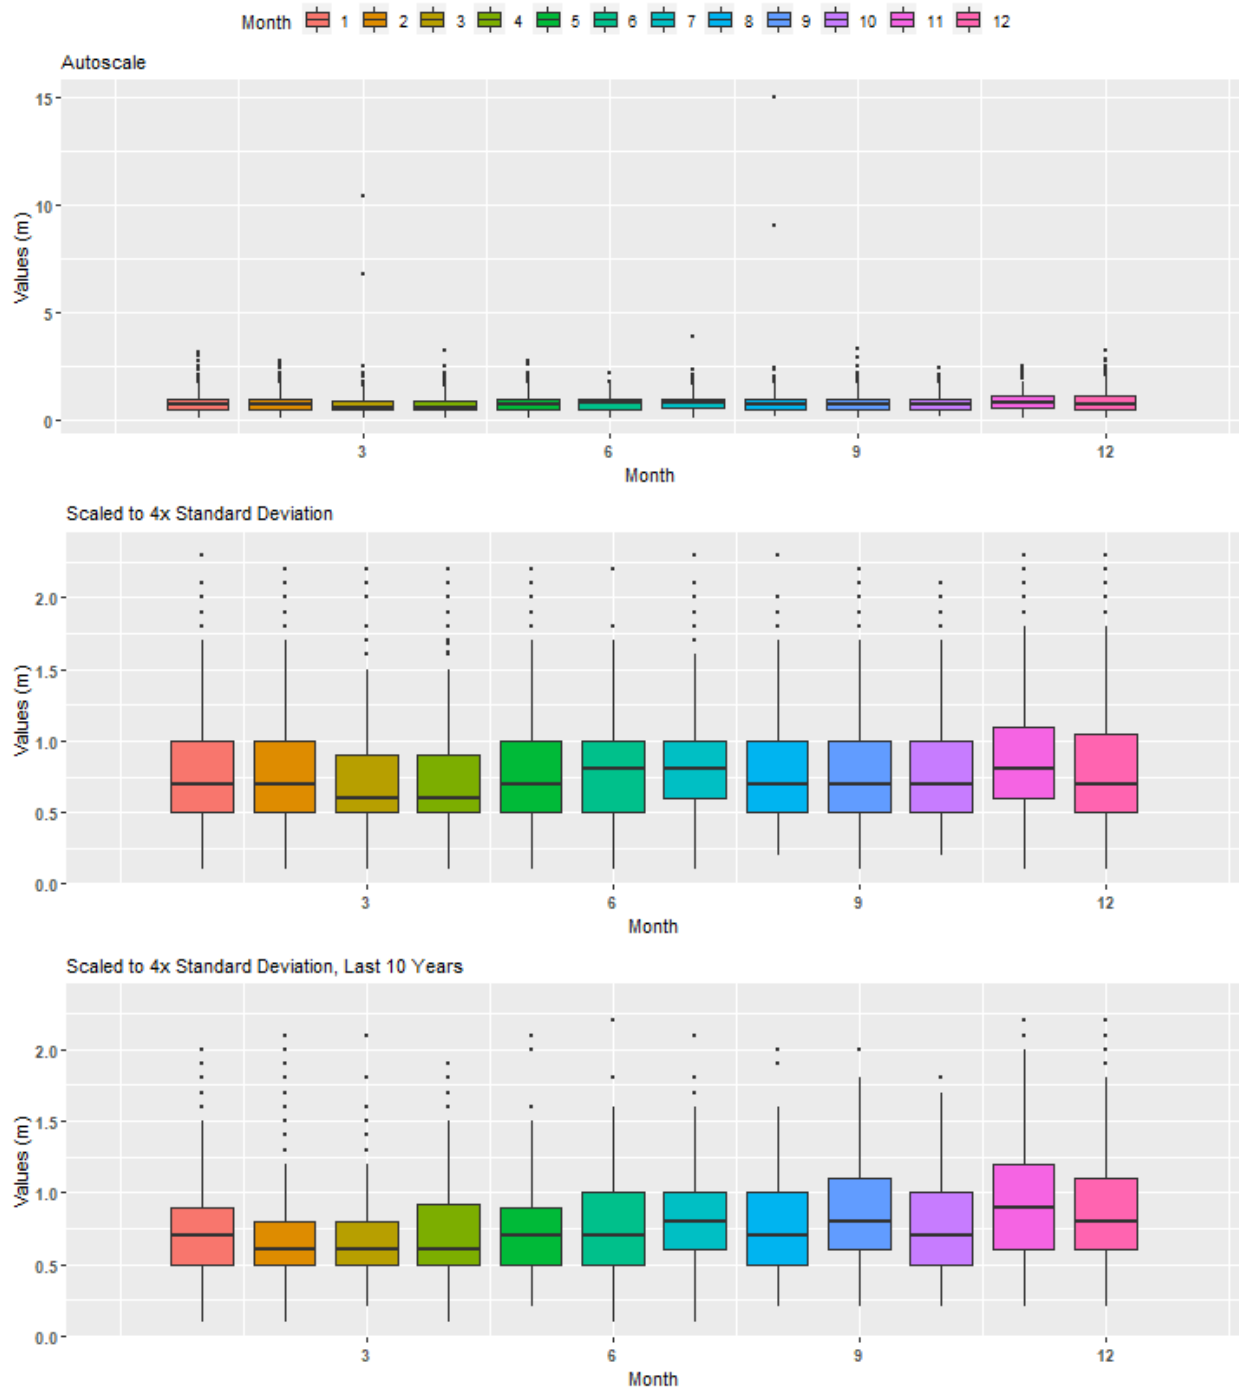 Month 1 2 3 4 5 6 7 8 9 10 11 12
Autoscale
Values (m)
15
10
5
0
3 6 9 12
Month
Scaled to 4x Standard Deviation
Values (m)
2.0
1.5
1.0
0.5
0.0
3 6 9 12
Month
Scaled to 4x Standard Deviation, Last 10 Years
Values (m)
2.0
1.5
1.0
0.5
0.0
3 6 9 12
Month